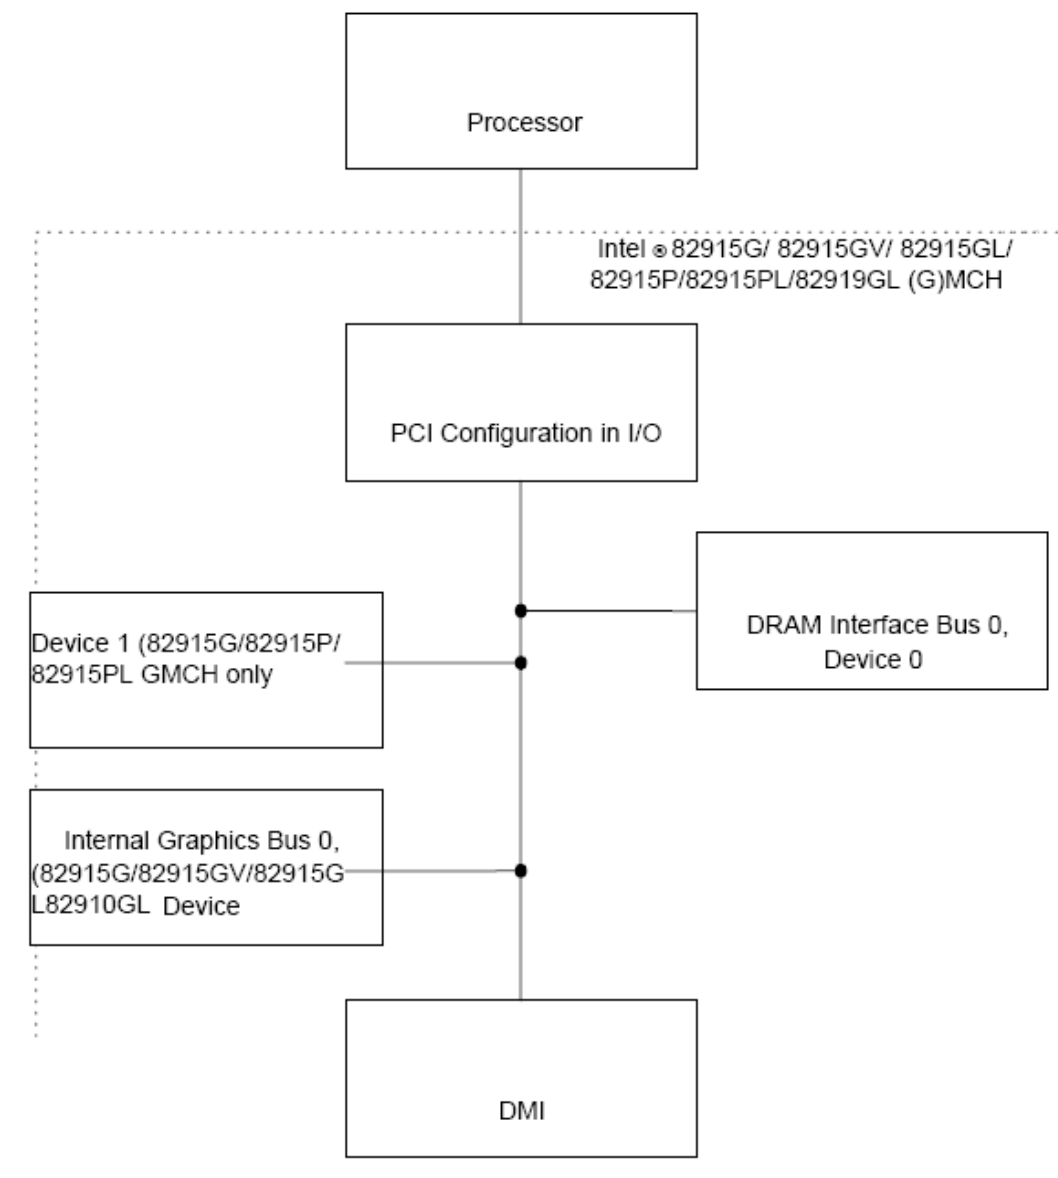 Processor
Intel ® 82915G/ 82915GV/ 82915GL/
82915P/82915PL/82919GL (G)MCH
PCI Configuration in I/O
DRAM Interface Bus 0,
Device 0
Device 1 (82915G/82915P/
82915PL GMCH only
Internal Graphics Bus 0,
(82915G/82915GV/82915G
L82910GL Device
DMI